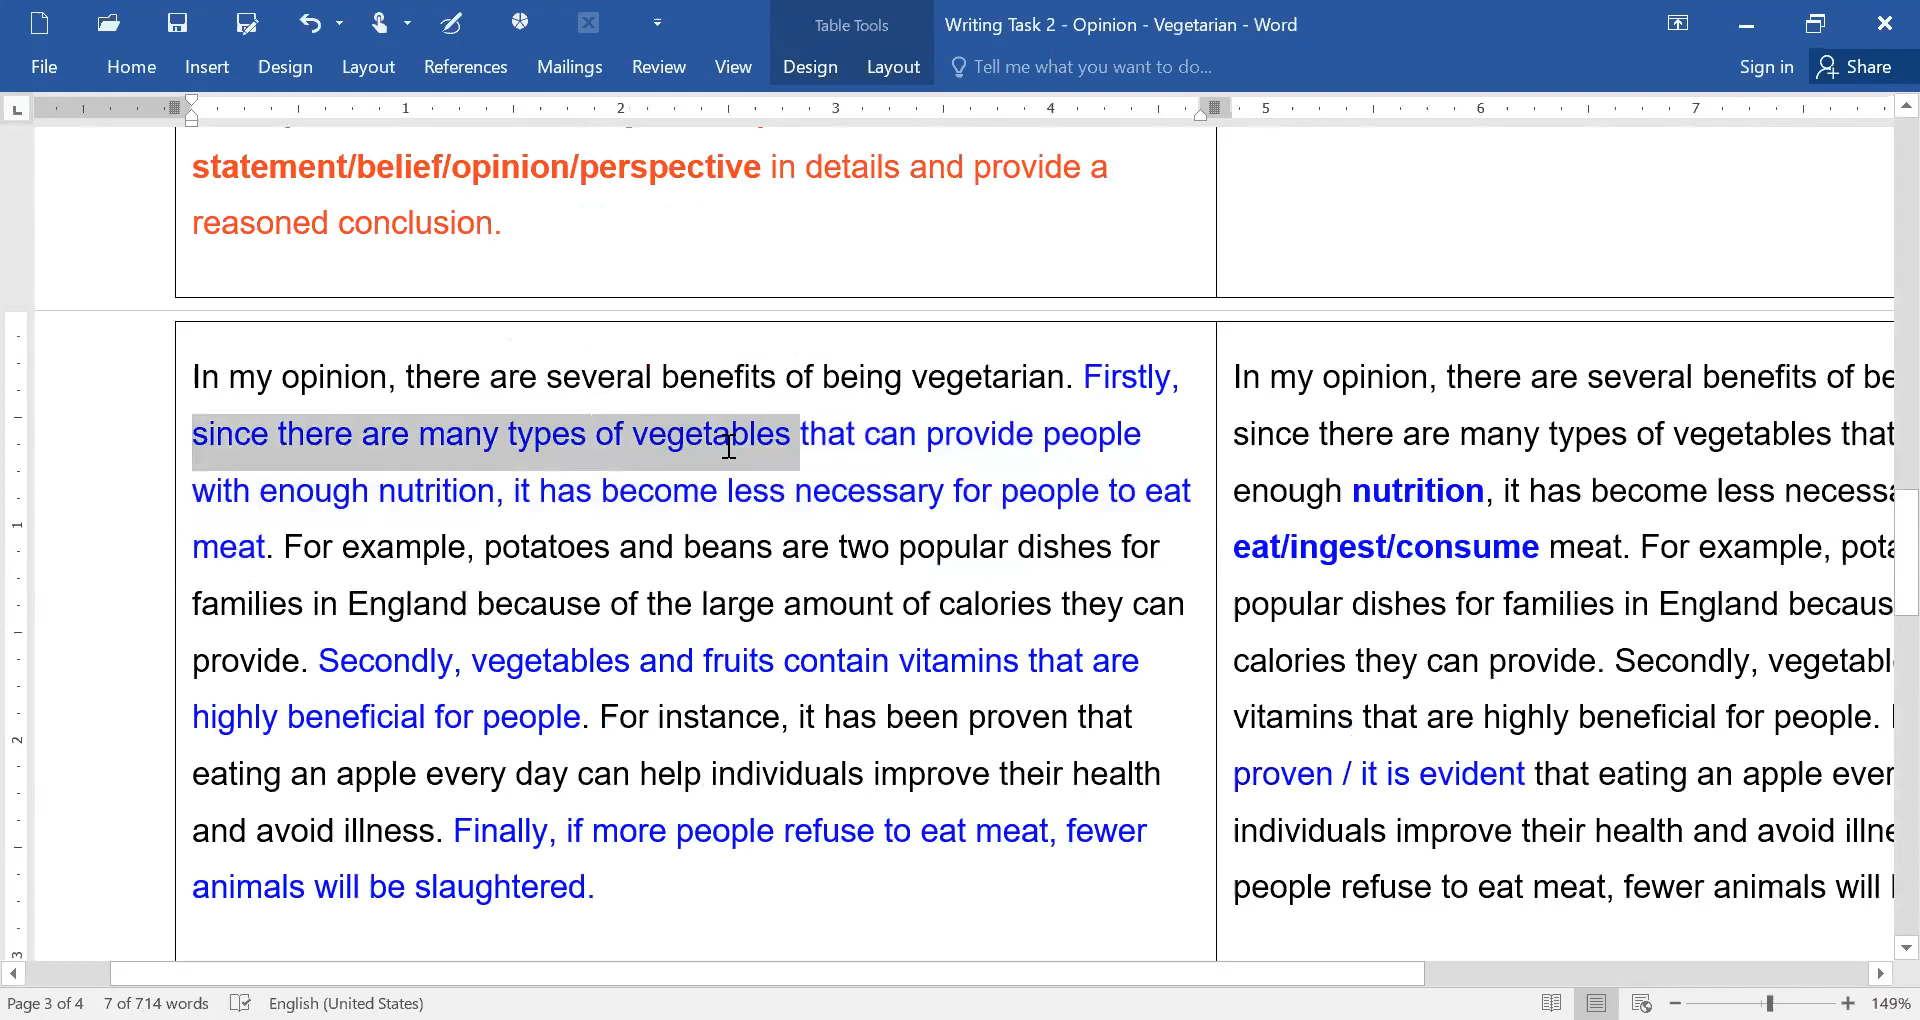 Table Tools
Writing Task 2 - Opinion - Vegetarian - Word
File Home Insert Design Layout References Mailings Review View Design Layout Tell me what you want to do... Sign in Share
1 2 3 4 5 6 7
statement/belief/opinion/perspective in details and provide a
reasoned conclusion.
In my opinion, there are several benefits of being vegetarian. Firstly,
since there are many types of vegetables that can provide people
with enough nutrition, it has become less necessary for people to eat
meat. For example, potatoes and beans are two popular dishes for
families in England because of the large amount of calories they can
provide. Secondly, vegetables and fruits contain vitamins that are
highly beneficial for people. For instance, it has been proven that
eating an apple every day can help individuals improve their health
and avoid illness. Finally, if more people refuse to eat meat, fewer
animals will be slaughtered.
In my opinion, there are several benefits of be
since there are many types of vegetables that
enough nutrition, it has become less necess
eat/ingest/consume meat. For example, pot
popular dishes for families in England becaus
calories they can provide. Secondly, vegetabl
vitamins that are highly beneficial for people.
proven / it is evident that eating an apple ever
individuals improve their health and avoid illne
people refuse to eat meat, fewer animals will
1
2
3
Page 3 of 4 7 of 714 words English (United States) 149%